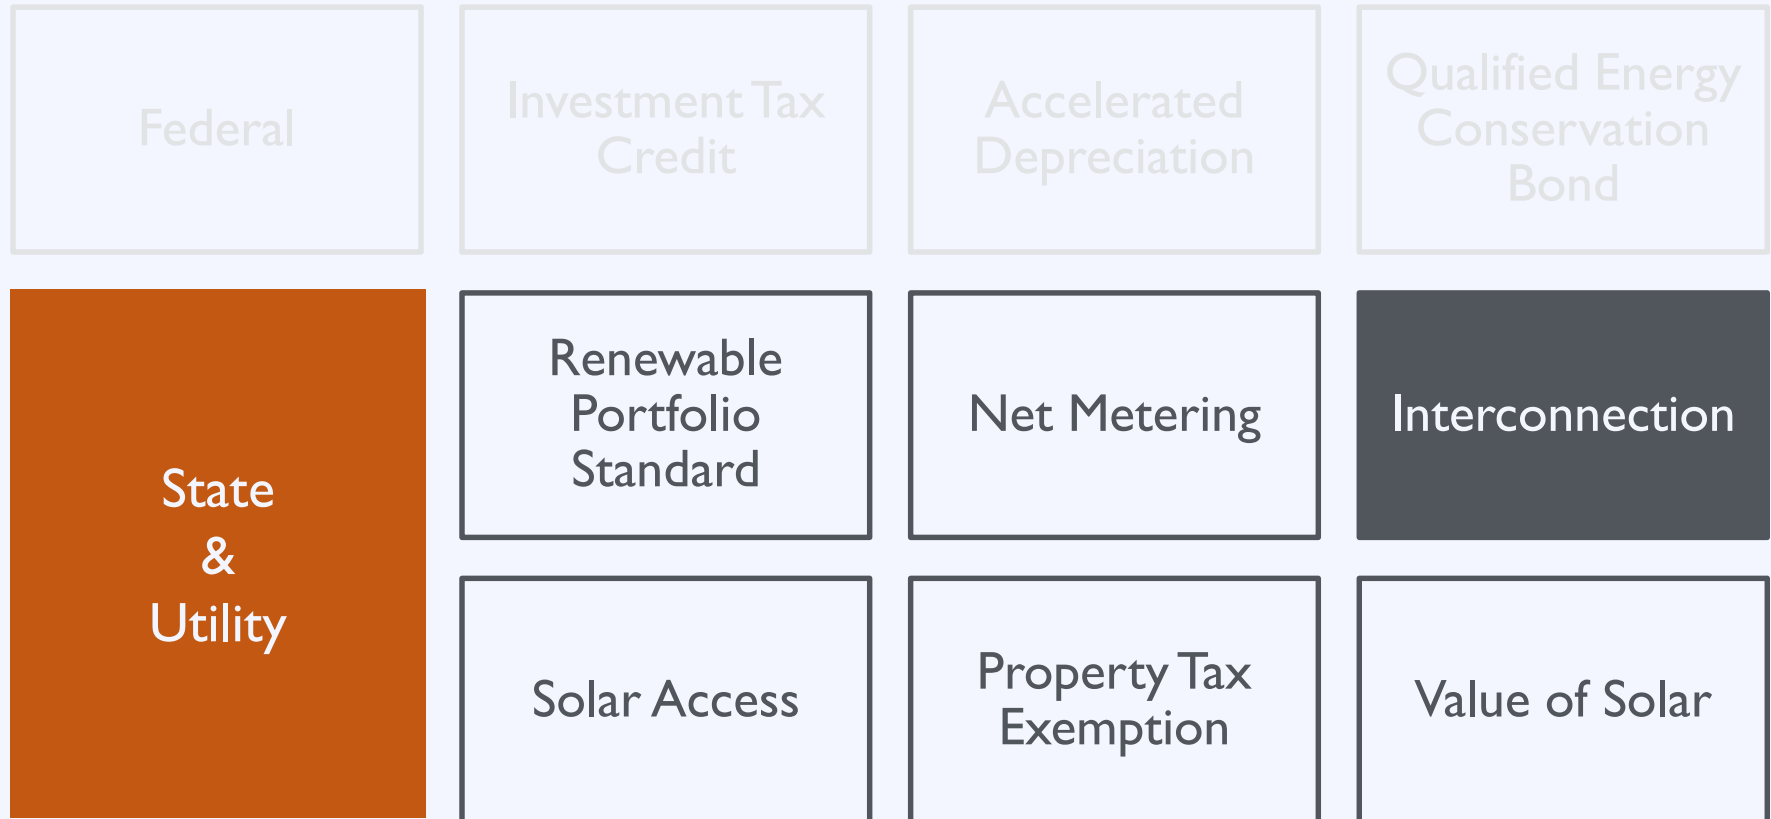 Federal
Investment Tax
Credit
Accelerated
Depreciation
Qualified Energy
Conservation
Bond
State
&
Utility
Renewable
Portfolio
Standard
Net Metering
Interconnection
Solar Access
Property Tax
Exemption
Value of Solar